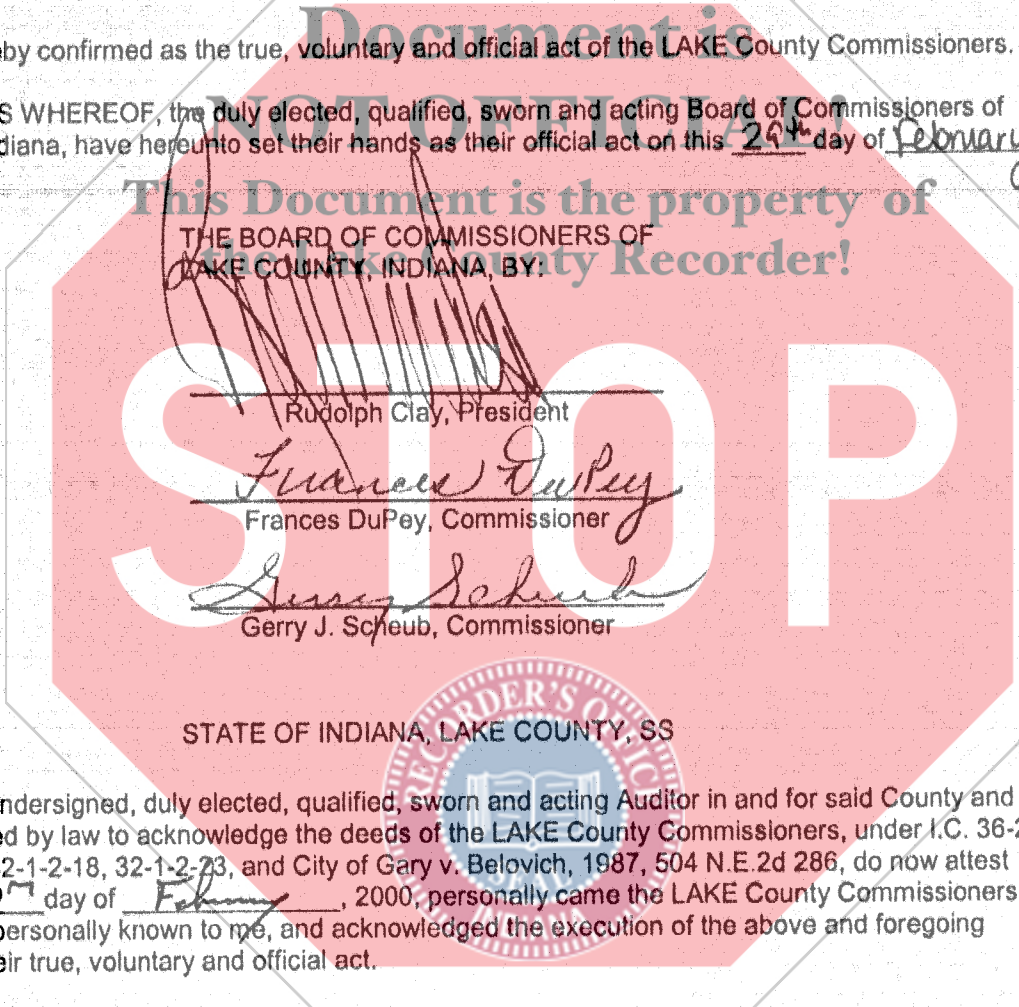 Document is
by confirmed as the true, voluntary and official act of the LAKE County Commissioners.
NOT OFFICIAL!
S WHEREOF, the duly elected, qualified, sworn and acting Board of Commissioners of
diana, have hereunto set their hands as their official act on this 29th day of February
This Document is the property of
the Lake County Recorder!
THE BOARD OF COMMISSIONERS OF
LAKE COUNTY, INDIANA, BY:
STOP
Rudolph Clay, President
Frances DuPey
Frances DuPey, Commissioner
Gerry Scheub
Gerry J. Scheub, Commissioner
RECORDER'S OFFICE
STATE OF INDIANA, LAKE COUNTY, SS
ndersigned, duly elected, qualified, sworn and acting Auditor in and for said County and
ed by law to acknowledge the deeds of the LAKE County Commissioners, under I.C. 36-2
2-1-2-18, 32-1-2-23, and City of Gary v. Belovich, 1987, 504 N.E.2d 286, do now attest
day of February, 2000, personally came the LAKE County Commissioners
personally known to me, and acknowledged the execution of the above and foregoing
eir true, voluntary and official act.
INDIANA